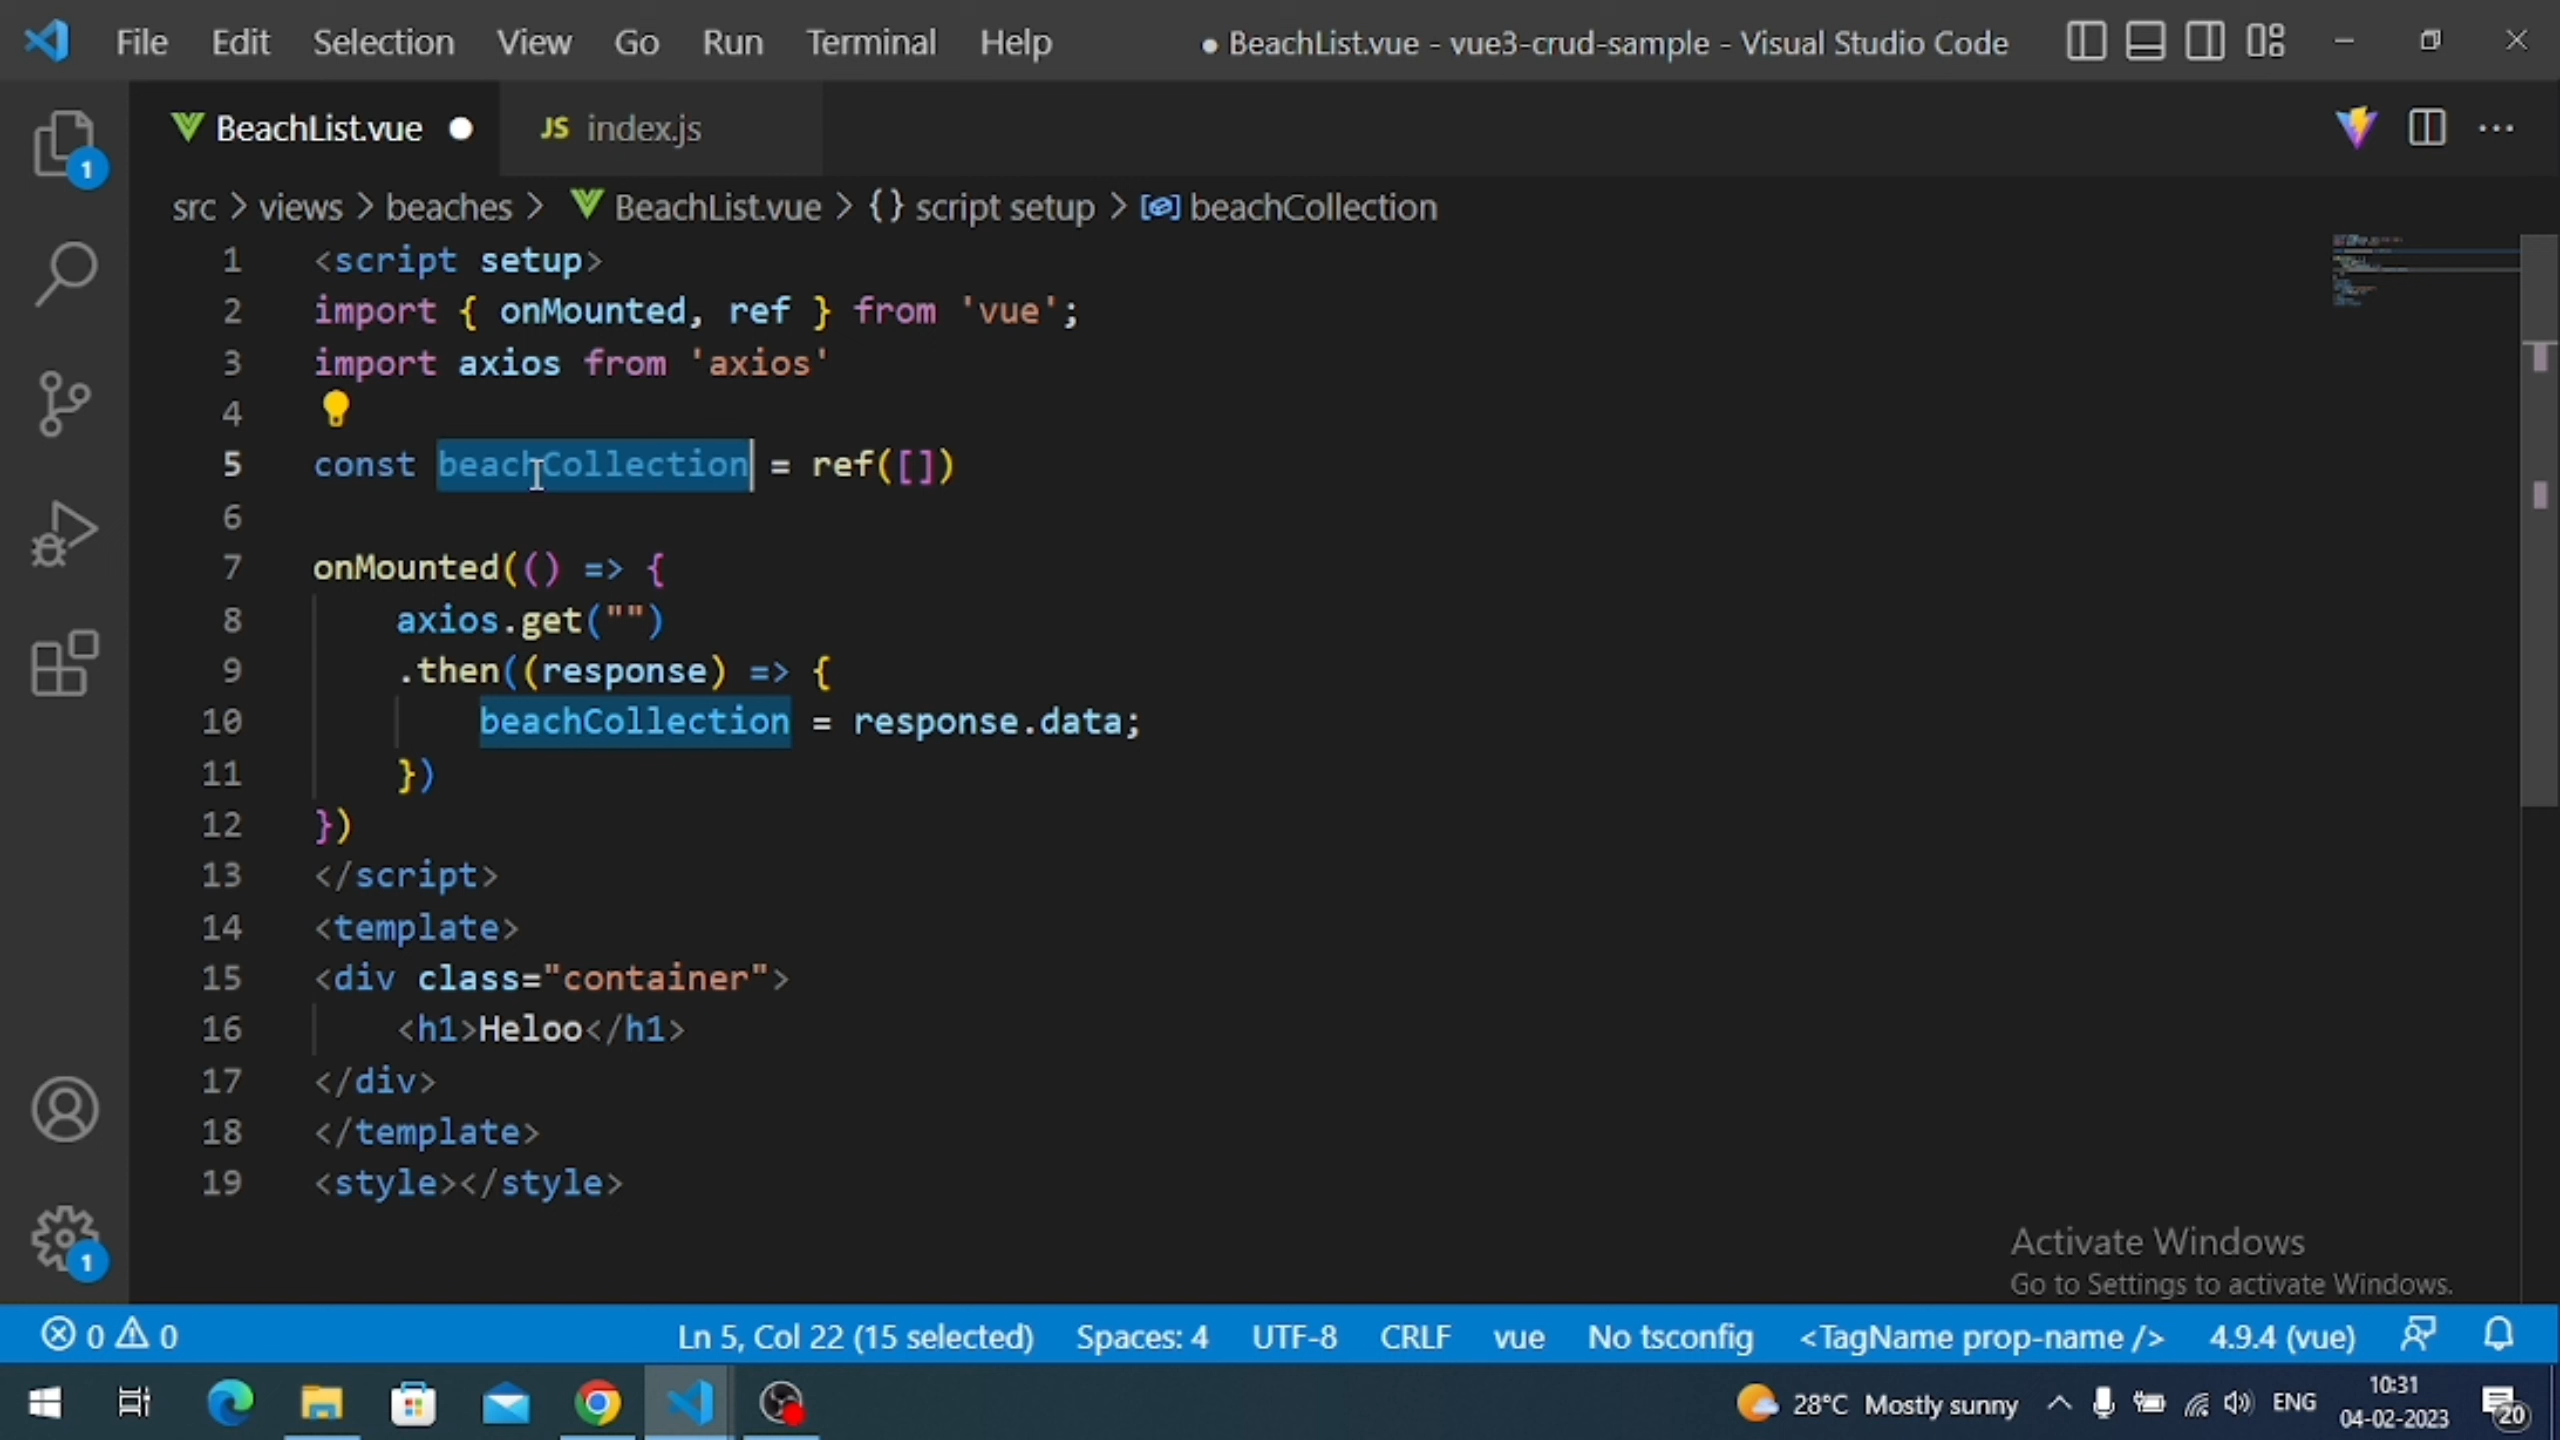 File Edit Selection View Go Run Terminal Help ● BeachList.vue - vue3-crud-sample - Visual Studio Code
BeachList.vue ● JS index.js
1
src > views > beaches > BeachList.vue > {} script setup > beachCollection
1 <script setup>
2 import { onMounted, ref } from 'vue';
3 import axios from 'axios'
4
5 const beachCollection = ref([])
6
7 onMounted(() => {
8 axios.get("")
9 .then((response) => {
10 beachCollection = response.data;
11 })
12 })
13 </script>
14 <template>
15 <div class="container">
16 <h1>Heloo</h1>
17 </div>
18 </template>
19 <style></style>
1
Activate Windows
Go to Settings to activate Windows.
0 0 Ln 5, Col 22 (15 selected) Spaces: 4 UTF-8 CRLF vue No tsconfig <TagName prop-name /> 4.9.4 (vue)
28°C Mostly sunny ENG 10:31
04-02-2023 20